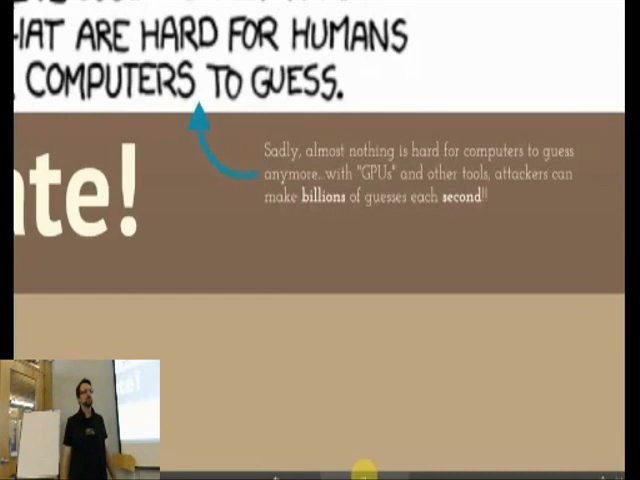 THAT ARE HARD FOR HUMANS
COMPUTERS TO GUESS.
Sadly, almost nothing is hard for computers to guess
anymore...with "GPUs" and other tools, attackers can
make billions of guesses each second!!
ate!